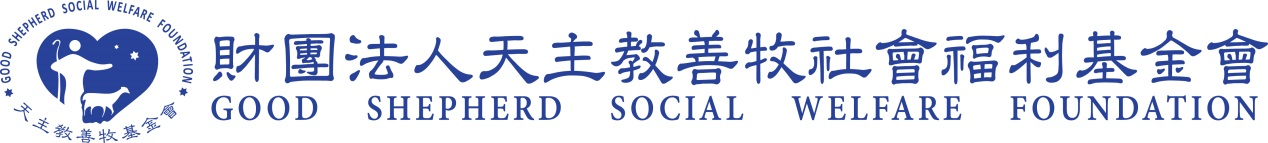 GOOD SHEPHERD SOCIAL WELFARE FOUNDATION
天主教善牧基金會
財團法人天主教善牧社會福利基金會
GOOD SHEPHERD SOCIAL WELFARE FOUNDATION